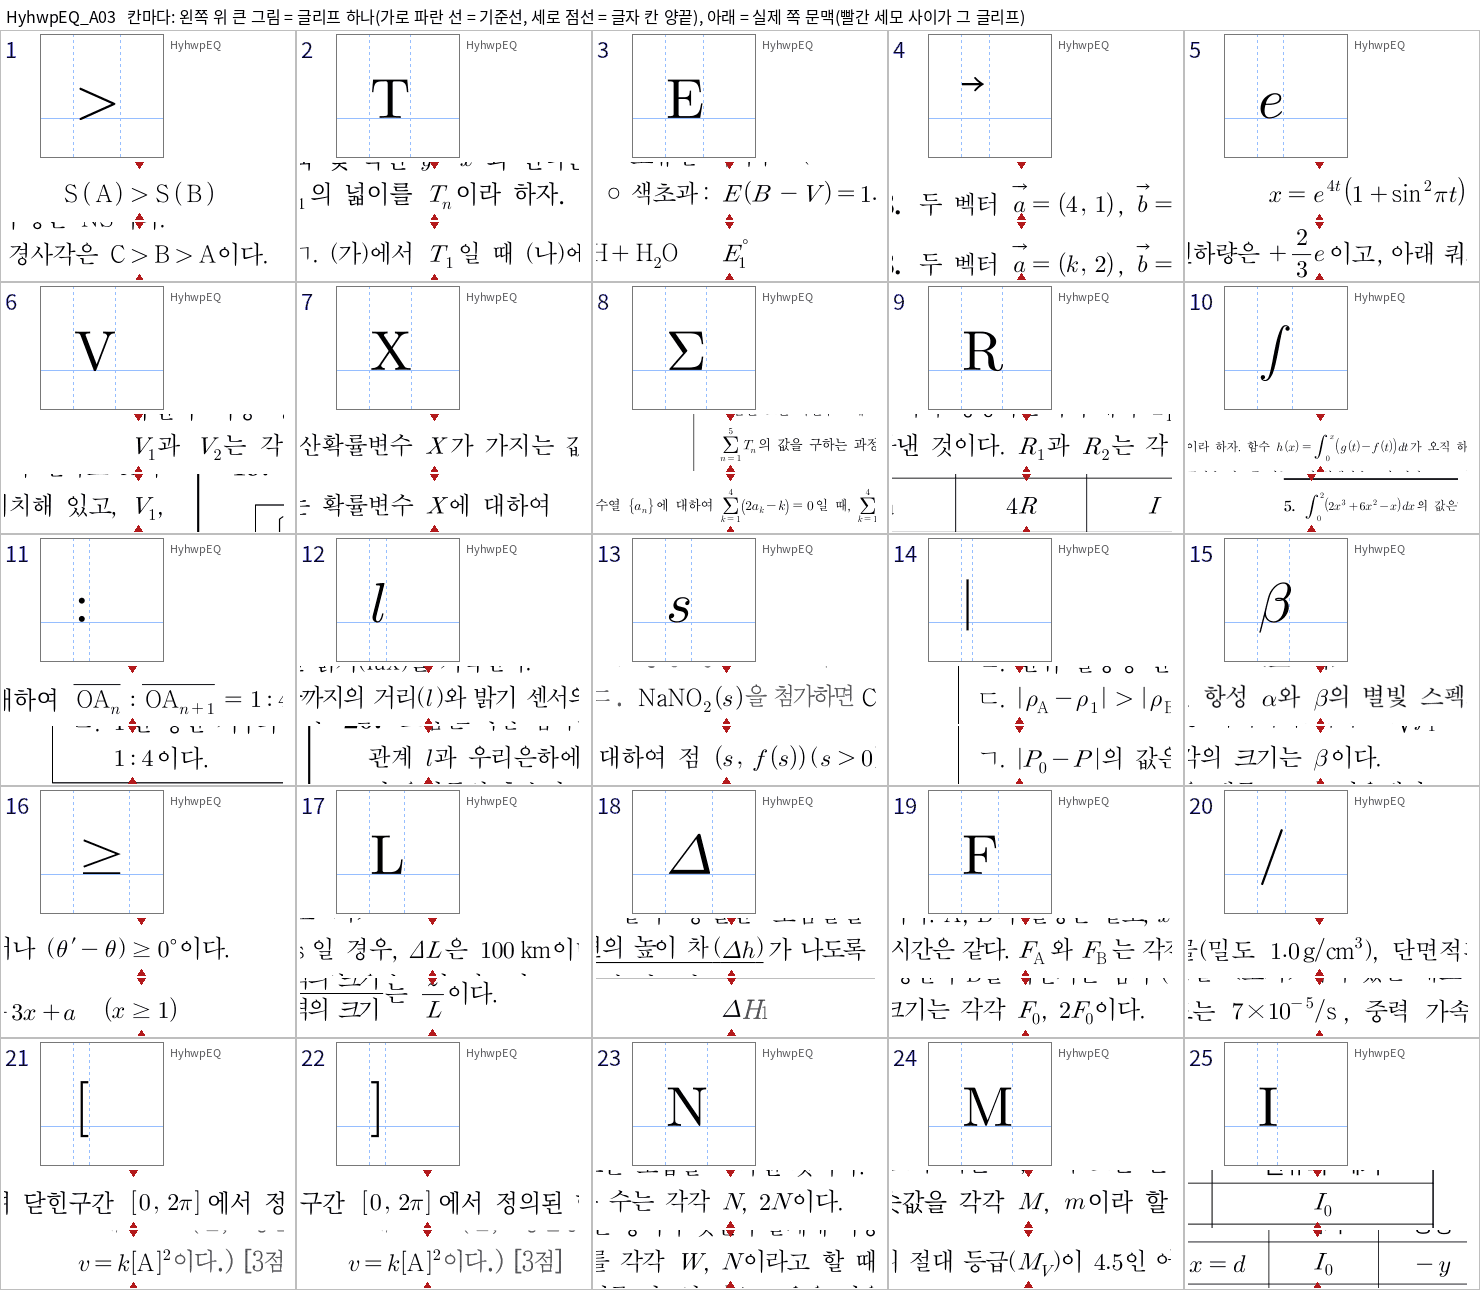 HyhwpEQ_A03 칸마다: 왼쪽 위 큰 그림 = 글리프 하나(가로 파란 선 = 기준선, 세로 점선 = 글자 칸 양끝), 아래 = 실제 쪽 문맥(빨간 세모 사이가 그 글리프)
1 HyhwpEQ
>
S(A)>S(B)
경사각은 C>B>A이다.
2 HyhwpEQ
T
의 넓이를 Tₙ이라 하자.
ㄱ. (가)에서 T₁일 때 (나)에
3 HyhwpEQ
E
○ 색초과: E(B − V)=1.
H+H₂O E₁°
4 HyhwpEQ
→
두 벡터 a⃗=(4, 1), b⃗=
두 벡터 a⃗=(k, 2), b⃗=
5 HyhwpEQ
e
x = e⁴ᵗ(1+sin²πt)
하량은 +2/3 e이고, 아래 쿼
6 HyhwpEQ
V
V₁과 V₂는 각
치해 있고, V₁,
7 HyhwpEQ
X
산확률변수 X가 가지는 값
는 확률변수 X에 대하여
8 HyhwpEQ
Σ
5 Σ n=1 Tₙ의 값을 구하는 과정
수열 {aₙ}에 대하여 4 Σ k=1 (2aₖ−k)=0일 때, 4 Σ k=1
9 HyhwpEQ
R
낸 것이다. R₁과 R₂는 각
4R I
10 HyhwpEQ
∫
이라 하자. 함수 h(x)=∫₀ˣ(g(t)−f(t))dt가 오직 하
5. ∫₀²(2x³+6x²−x)dx의 값은
11 HyhwpEQ
:
하여 OAₙ : OAₙ₊₁ = 1:4
1:4이다.
12 HyhwpEQ
l
까지의 거리(l)와 밝기 센서의
관계 l과 우리은하에
13 HyhwpEQ
s
ㄷ. NaNO₂(s)을 첨가하면
대하여 점 (s, f(s))(s>0)
14 HyhwpEQ
|
ㄷ. |ρ_A−ρ₁| > |ρ_B
ㄱ. |P₀−P|의 값은
15 HyhwpEQ
β
항성 α와 β의 별빛 스펙
각의 크기는 β이다.
16 HyhwpEQ
≥
나 (θ′−θ) ≥ 0°이다.
3x+a (x ≥ 1)
17 HyhwpEQ
L
일 경우, ΔL은 100 km이
의 크기는 /L이다.
18 HyhwpEQ
Δ
의 높이 차(Δh)가 나도록
ΔH₁
19 HyhwpEQ
F
시간은 같다. F_A와 F_B는 각각
크기는 각각 F₀, 2F₀이다.
20 HyhwpEQ
/
(밀도 1.0g/cm³), 단면적
는 7×10⁻⁵/s, 중력 가속
21 HyhwpEQ
[
닫힌구간 [0, 2π]에서 정
v=k[A]²이다.) [3점
22 HyhwpEQ
]
구간 [0, 2π]에서 정의된
v=k[A]²이다.) [3점]
23 HyhwpEQ
N
수는 각각 N, 2N이다.
를 각각 W, N이라고 할 때
24 HyhwpEQ
M
값을 각각 M, m이라 할
절대 등급(M_V)이 4.5인
25 HyhwpEQ
I
I₀
x = d I₀ −y